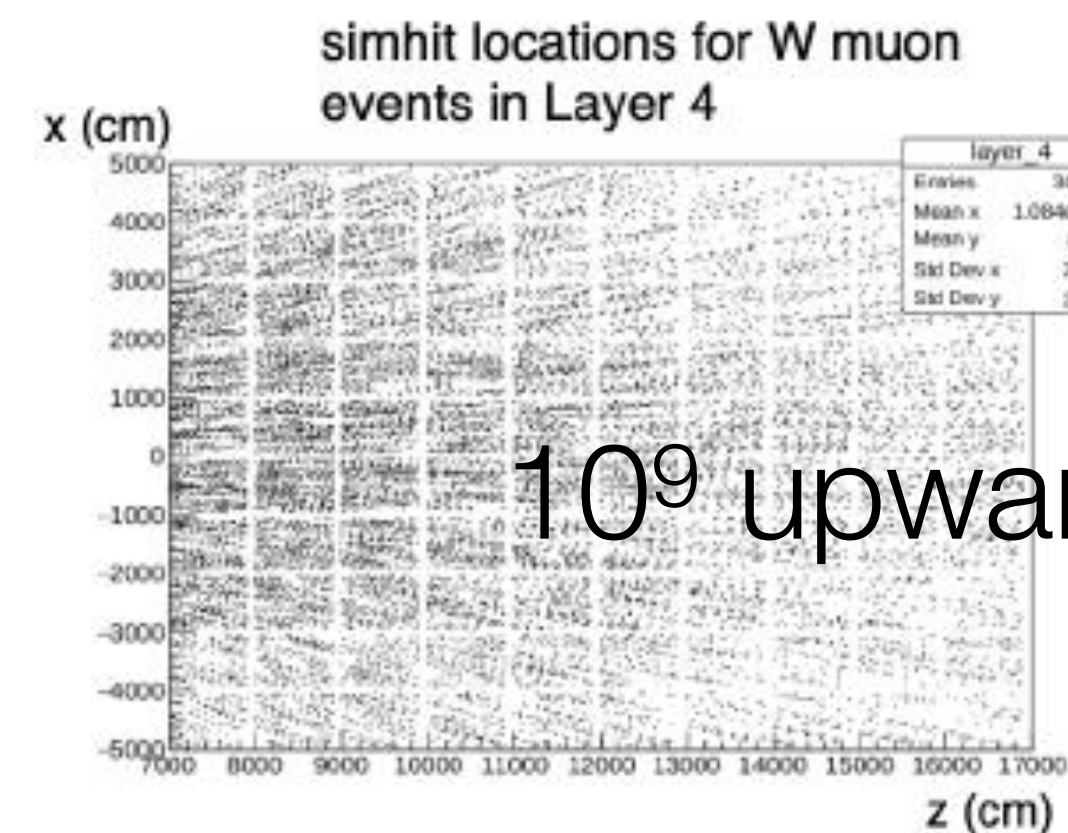 simhit locations for W muon
events in Layer 4
x (cm)
layer_4
Entries
Mean x 1.084
Mean y
Std Dev x
Std Dev y
5000
4000
3000
2000
1000
0
-1000
-2000
-3000
-4000
-5000
10⁹ upwar
7000 8000 9000 10000 11000 12000 13000 14000 15000 16000 17000
z (cm)